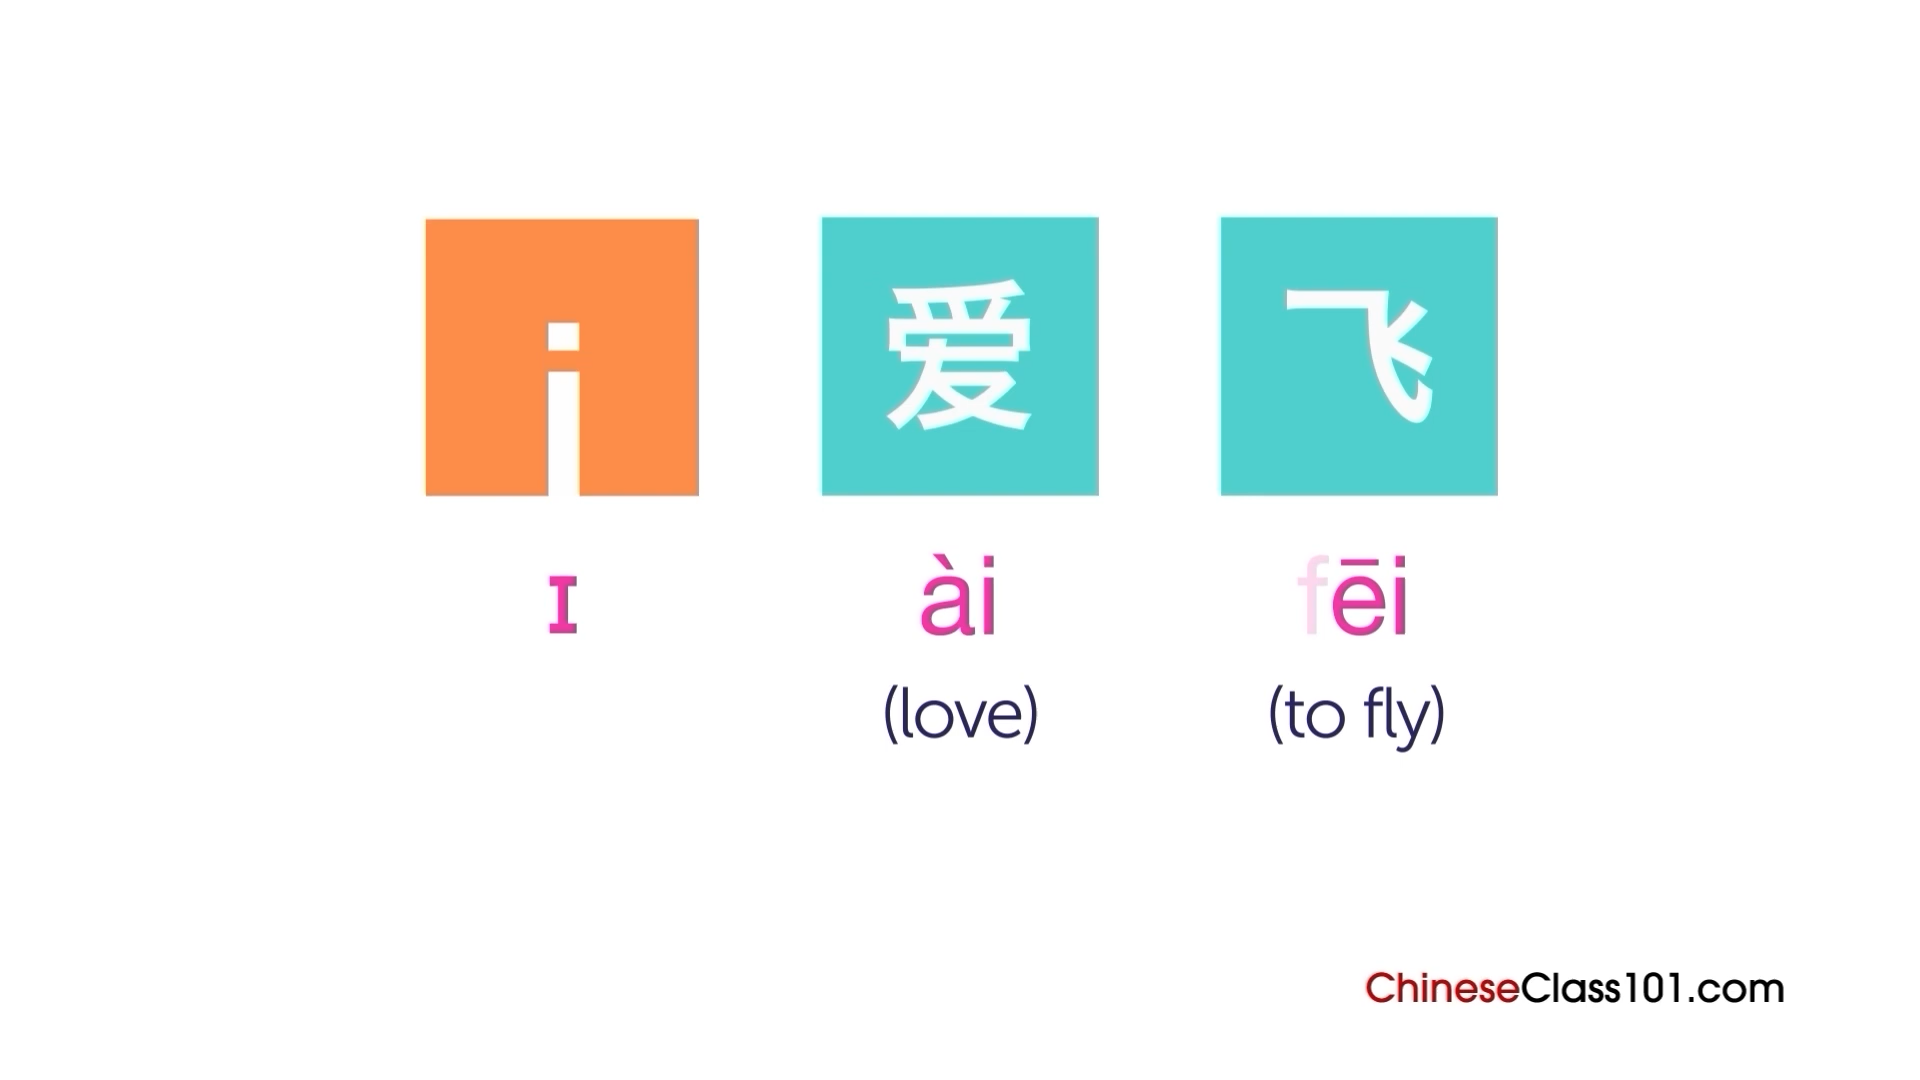 i 爱 飞
ɪ ài fēi
(love) (to fly)
ChineseClass101.com